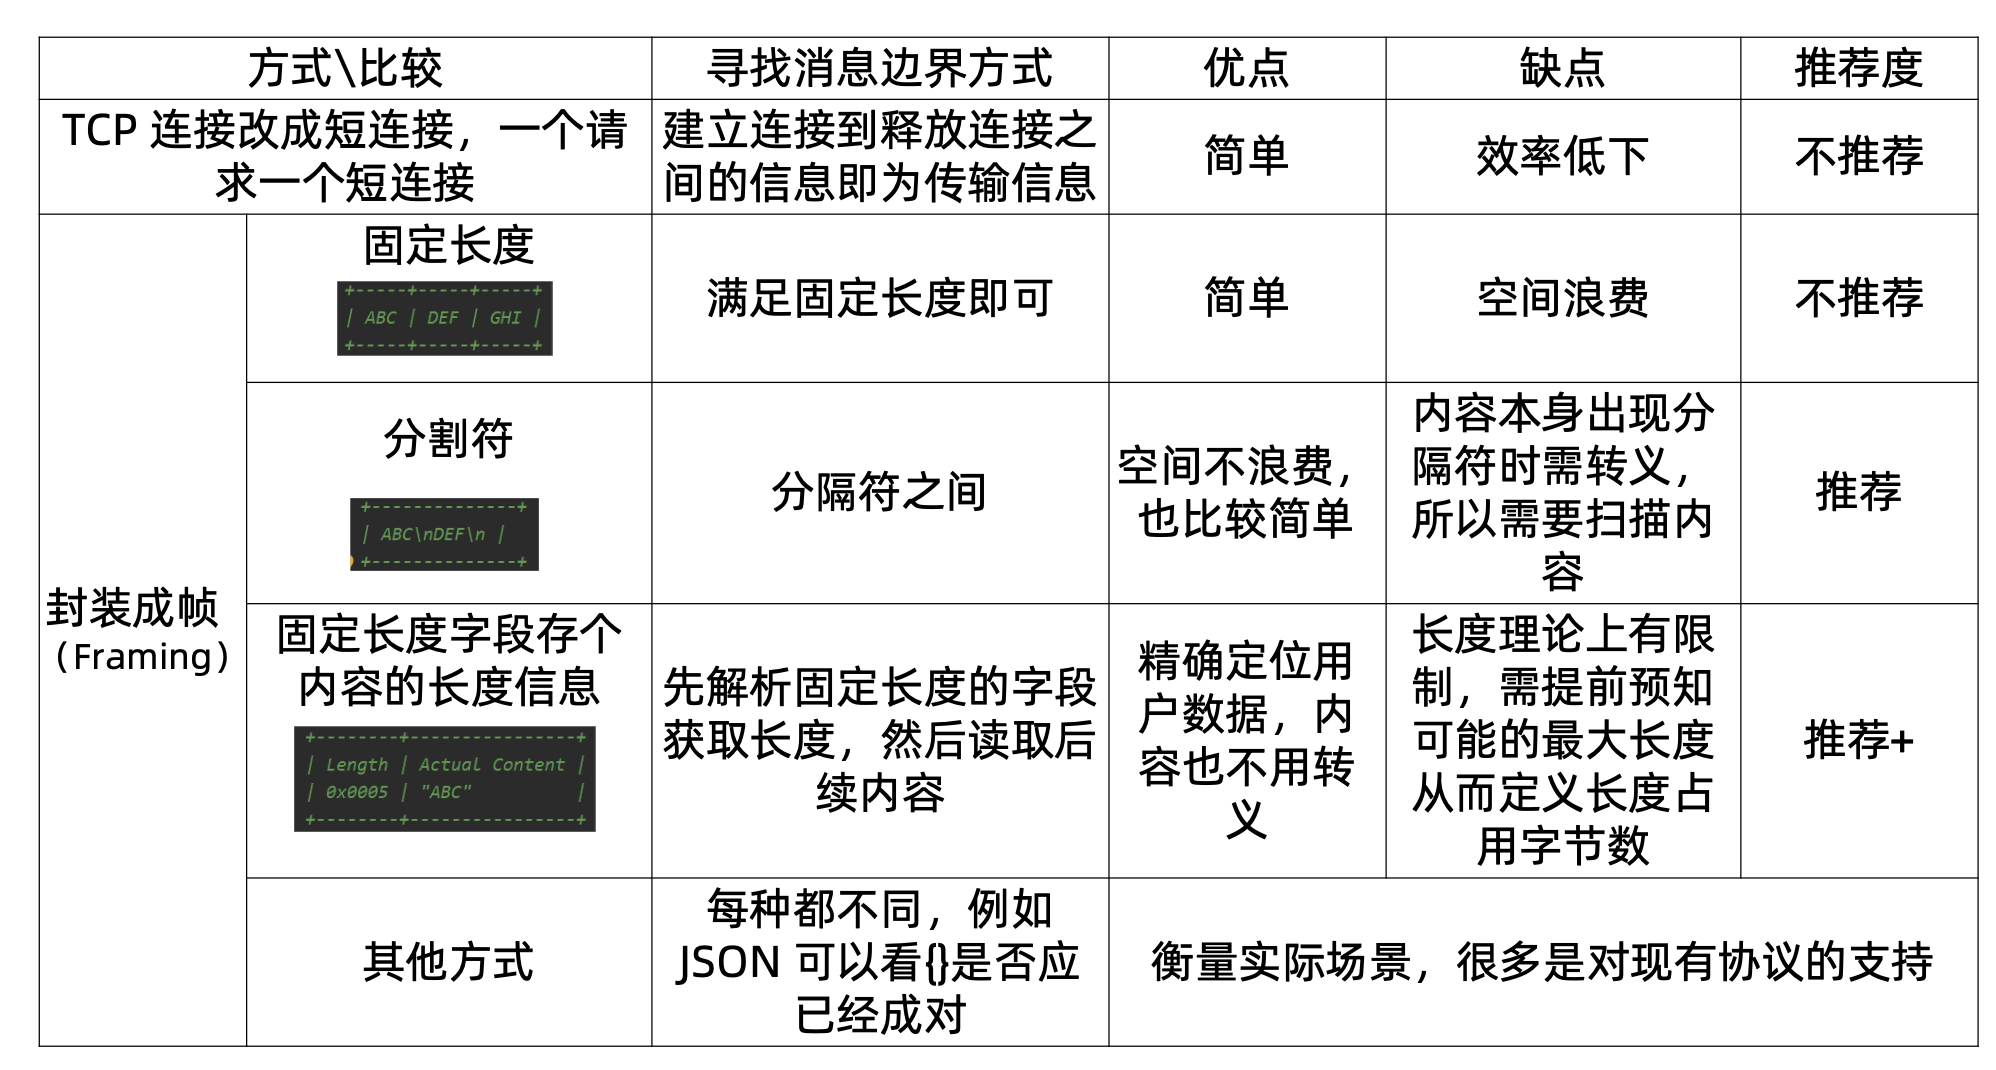 方式\比较
寻找消息边界方式
优点
缺点
推荐度
TCP 连接改成短连接，一个请
求一个短连接
建立连接到释放连接之
间的信息即为传输信息
简单
效率低下
不推荐
封装成帧
（Framing）
固定长度
+-----+-----+-----+
| ABC | DEF | GHI |
+-----+-----+-----+
满足固定长度即可
简单
空间浪费
不推荐
分割符
+--------------+
| ABC\nDEF\n |
+--------------+
分隔符之间
空间不浪费，
也比较简单
内容本身出现分
隔符时需转义，
所以需要扫描内
容
推荐
固定长度字段存个
内容的长度信息
+--------+----------------+
| Length | Actual Content |
| 0x0005 | "ABC"          |
+--------+----------------+
先解析固定长度的字段
获取长度，然后读取后
续内容
精确定位用
户数据，内
容也不用转
义
长度理论上有限
制，需提前预知
可能的最大长度
从而定义长度占
用字节数
推荐+
其他方式
每种都不同，例如
JSON 可以看{}是否应
已经成对
衡量实际场景，很多是对现有协议的支持